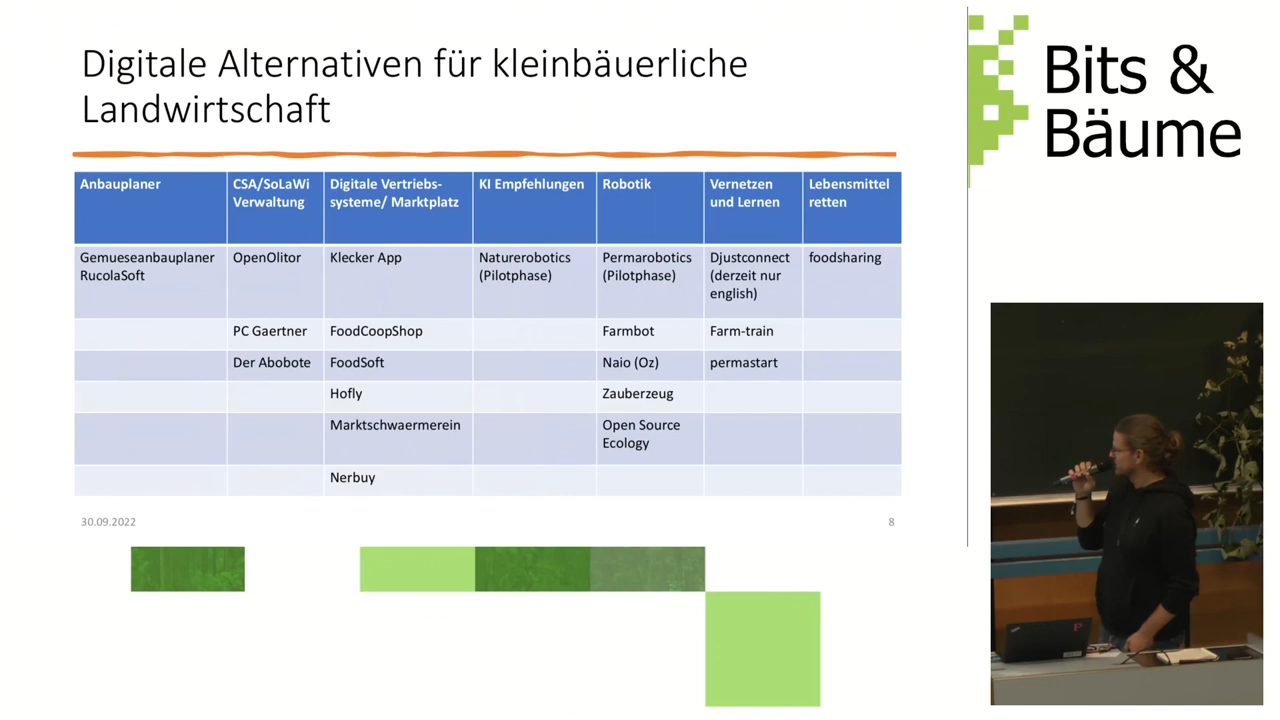 Digitale Alternativen für kleinbäuerliche
Landwirtschaft
Bits &
Bäume
Anbauplaner
CSA/SoLaWi
Verwaltung
Digitale Vertriebs-
systeme/ Marktplatz
KI Empfehlungen
Robotik
Vernetzen
und Lernen
Lebensmittel
retten
Gemueseanbauplaner
RucolaSoft
OpenOlitor
Klecker App
Naturerobotics
(Pilotphase)
Permarobotics
(Pilotphase)
Djustconnect
(derzeit nur
english)
foodsharing
PC Gaertner
FoodCoopShop
Farmbot
Farm-train
Der Abobote
FoodSoft
Naio (Oz)
permastart
Hofly
Zauberzeug
Marktschwaermerein
Open Source
Ecology
Nerbuy
30.09.2022
8